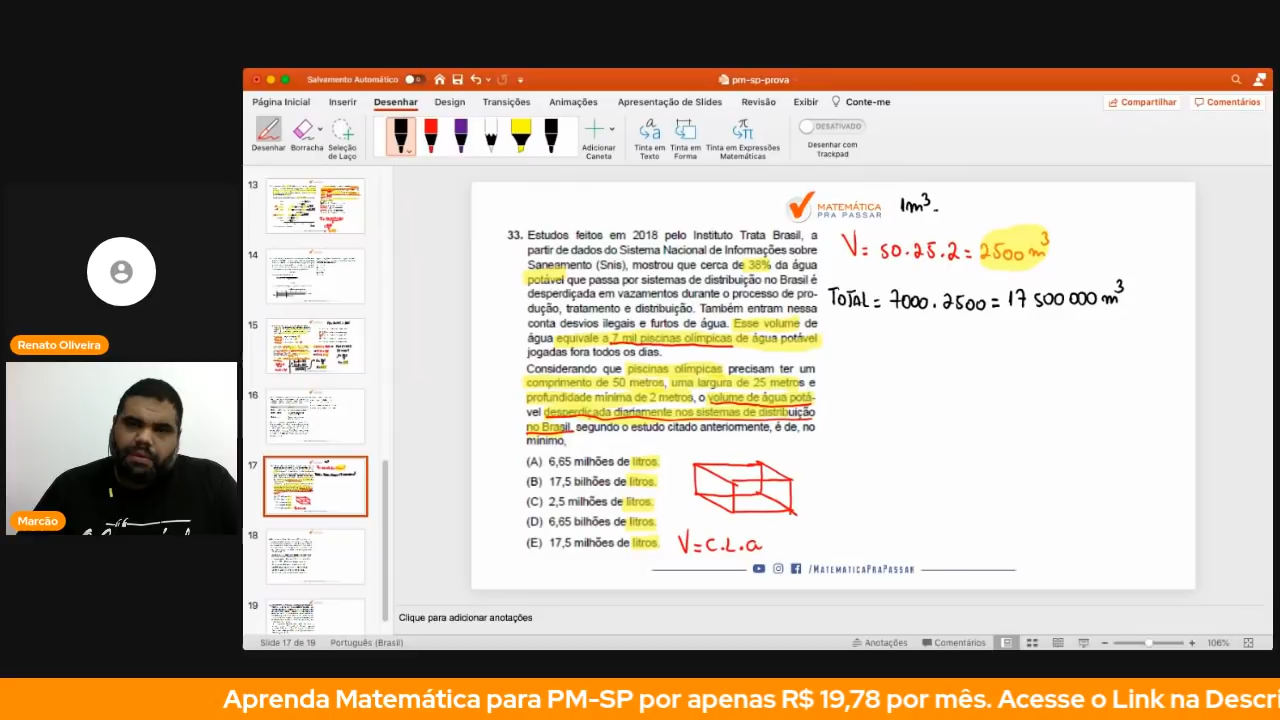 Salvamento Automático
pm-sp-prova
Página Inicial Inserir Desenhar Design Transições Animações Apresentação de Slides Revisão Exibir Conte-me Compartilhar Comentários
Desenhar Borracha Seleção de Laço Adicionar Caneta Tinta em Texto Tinta em Forma Tinta em Expressões Matemáticas DESATIVADO Desenhar com Trackpad
13
14
15
16
17
18
19
MATEMÁTICA
PRA PASSAR
1m³.
V = 50.25.2 = 2500 m³
TOTAL = 7000.2500 = 17 500 000 m³
33. Estudos feitos em 2018 pelo Instituto Trata Brasil, a
partir de dados do Sistema Nacional de Informações sobre
Saneamento (Snis), mostrou que cerca de 38% da água
potável que passa por sistemas de distribuição no Brasil é
desperdiçada em vazamentos durante o processo de pro-
dução, tratamento e distribuição. Também entram nessa
conta desvios ilegais e furtos de água. Esse volume de
água equivale a 7 mil piscinas olímpicas de água potável
jogadas fora todos os dias.
Considerando que piscinas olímpicas precisam ter um
comprimento de 50 metros, uma largura de 25 metros e
profundidade mínima de 2 metros, o volume de água potá-
vel desperdiçada diariamente nos sistemas de distribuição
no Brasil, segundo o estudo citado anteriormente, é de, no
mínimo,
(A) 6,65 milhões de litros.
(B) 17,5 bilhões de litros.
(C) 2,5 milhões de litros.
(D) 6,65 bilhões de litros.
(E) 17,5 milhões de litros.
V = C.L.a
/MATEMATICAPRAPASSAR
Renato Oliveira
Marcão
Clique para adicionar anotações
Slide 17 de 19 Português (Brasil) Anotações Comentários 106%
Aprenda Matemática para PM-SP por apenas R$ 19,78 por mês. Acesse o Link na Descri